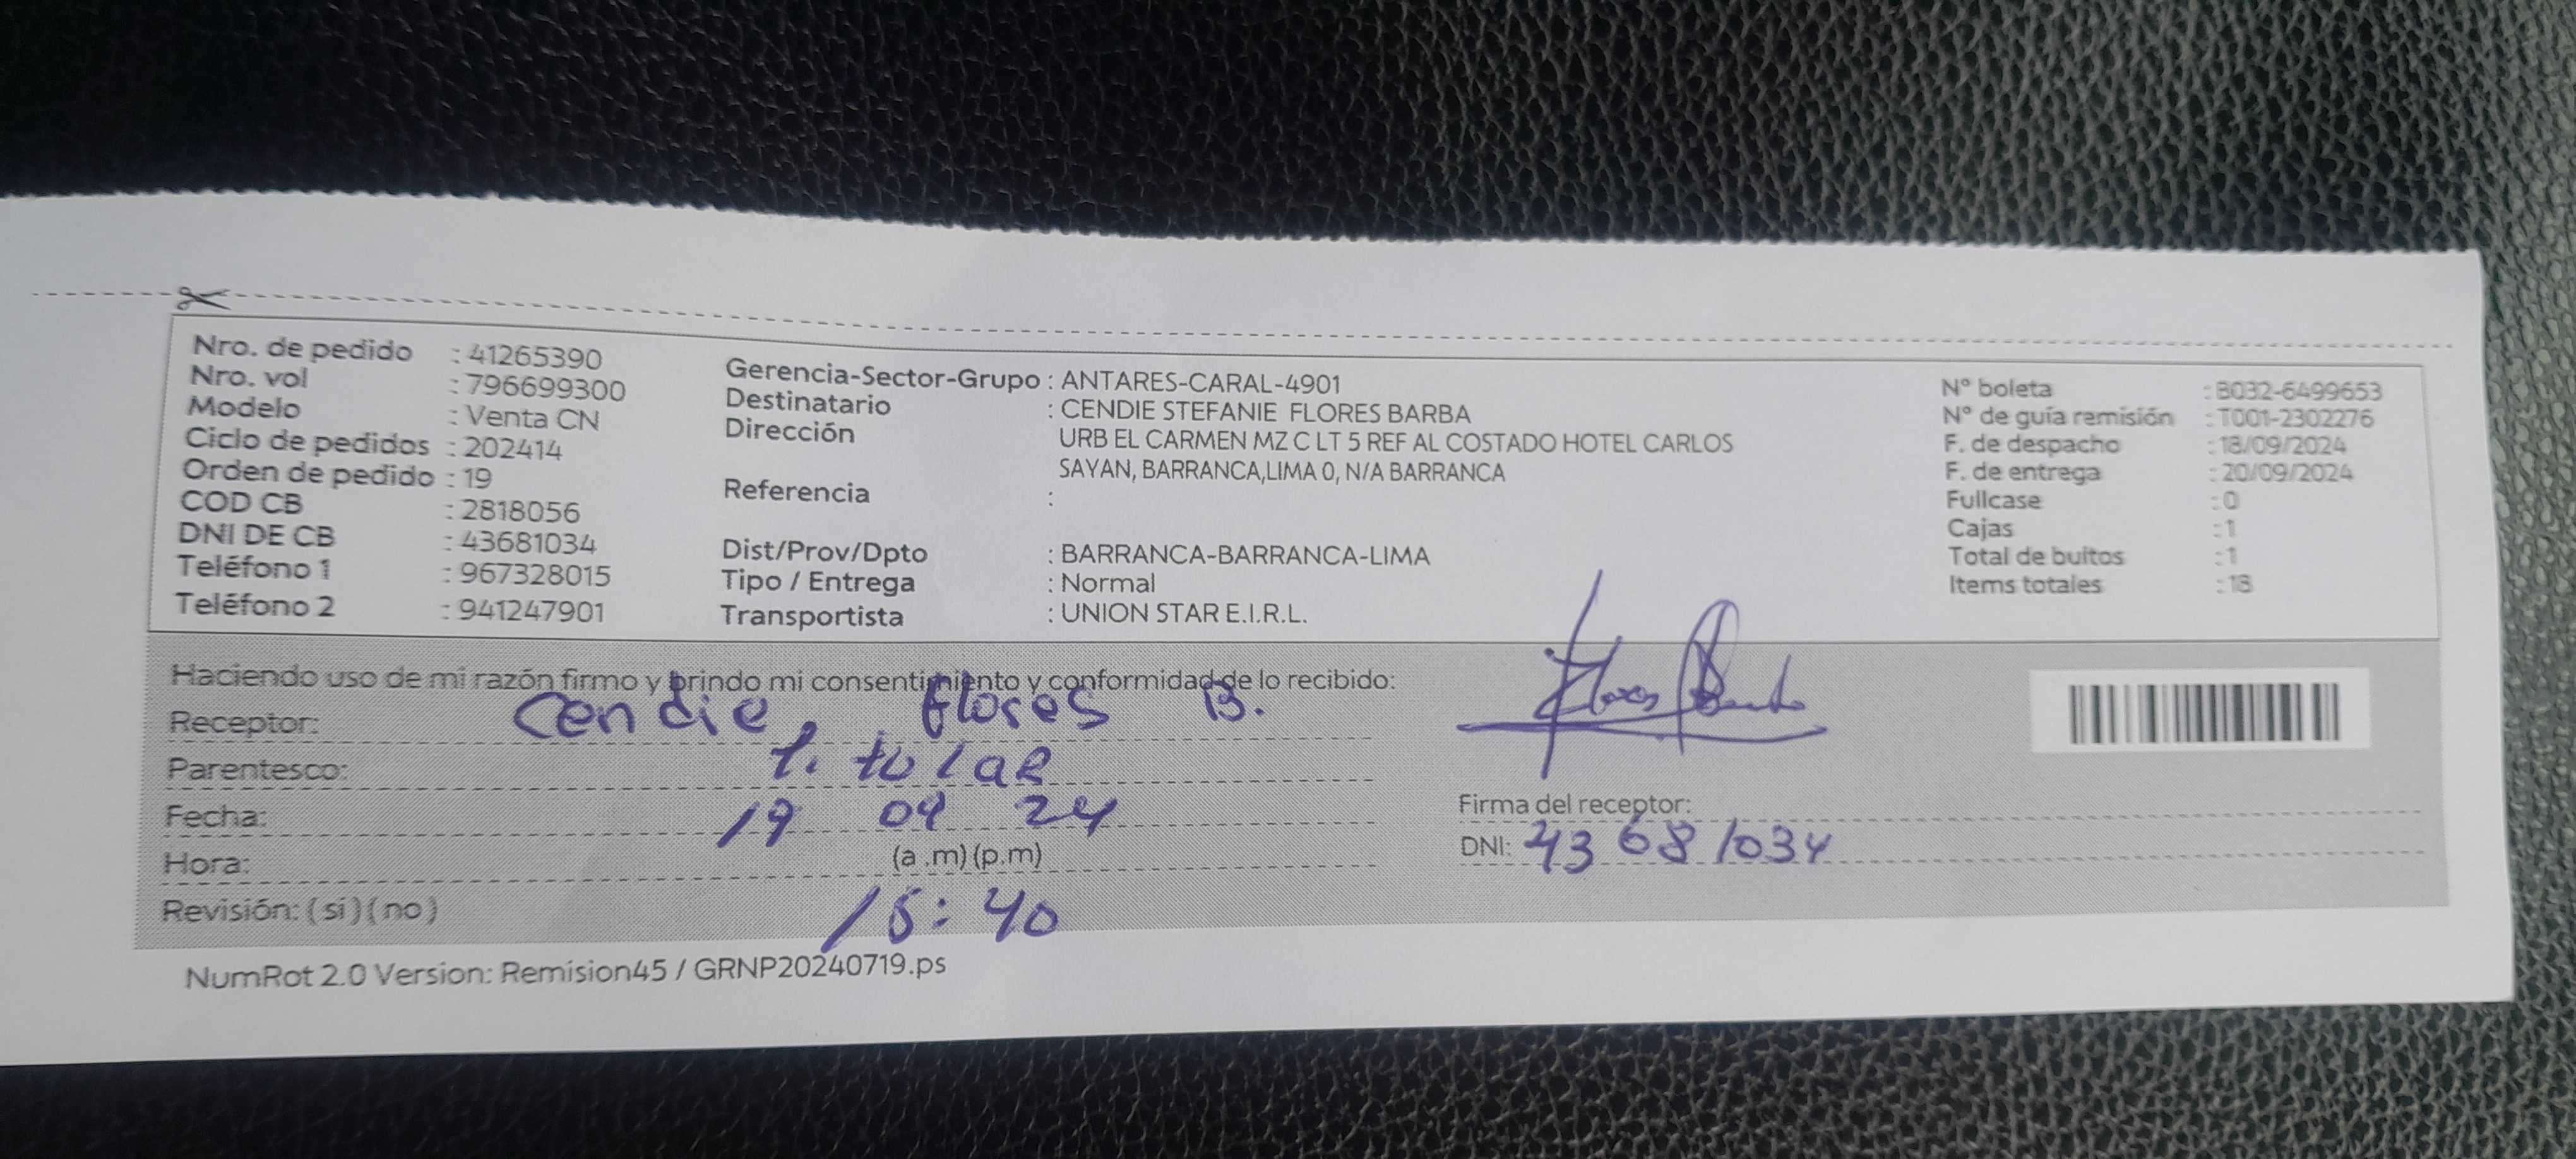 Nro. de pedido : 41265390
Nro. vol : 796699300
Modelo : Venta CN
Ciclo de pedidos : 202414
Orden de pedido : 19
COD CB : 2818056
DNI DE CB : 43681034
Teléfono 1 : 967328015
Teléfono 2 : 941247901
Gerencia-Sector-Grupo : ANTARES-CARAL-4901
Destinatario : CENDIE STEFANIE FLORES BARBA
Dirección URB EL CARMEN MZ C LT 5 REF AL COSTADO HOTEL CARLOS
SAYAN, BARRANCA,LIMA 0, N/A BARRANCA
Referencia :
Dist/Prov/Dpto : BARRANCA-BARRANCA-LIMA
Tipo / Entrega : Normal
Transportista : UNION STAR E.I.R.L.
N° boleta : B032-6499653
N° de guía remisión : T001-2302276
F. de despacho : 18/09/2024
F. de entrega : 20/09/2024
Fullcase : 0
Cajas : 1
Total de bultos : 1
Items totales : 18
Haciendo uso de mi razón firmo y brindo mi consentimiento y conformidad de lo recibido:
Receptor: Cendie Flores B.
Parentesco: Titular
Fecha: 19 09 24
Hora: (a .m) (p.m)
15:40
Revisión: (si) (no)
Flores Barba
Firma del receptor:
DNI: 43681034
NumRot 2.0 Version: Remision45 / GRNP20240719.ps